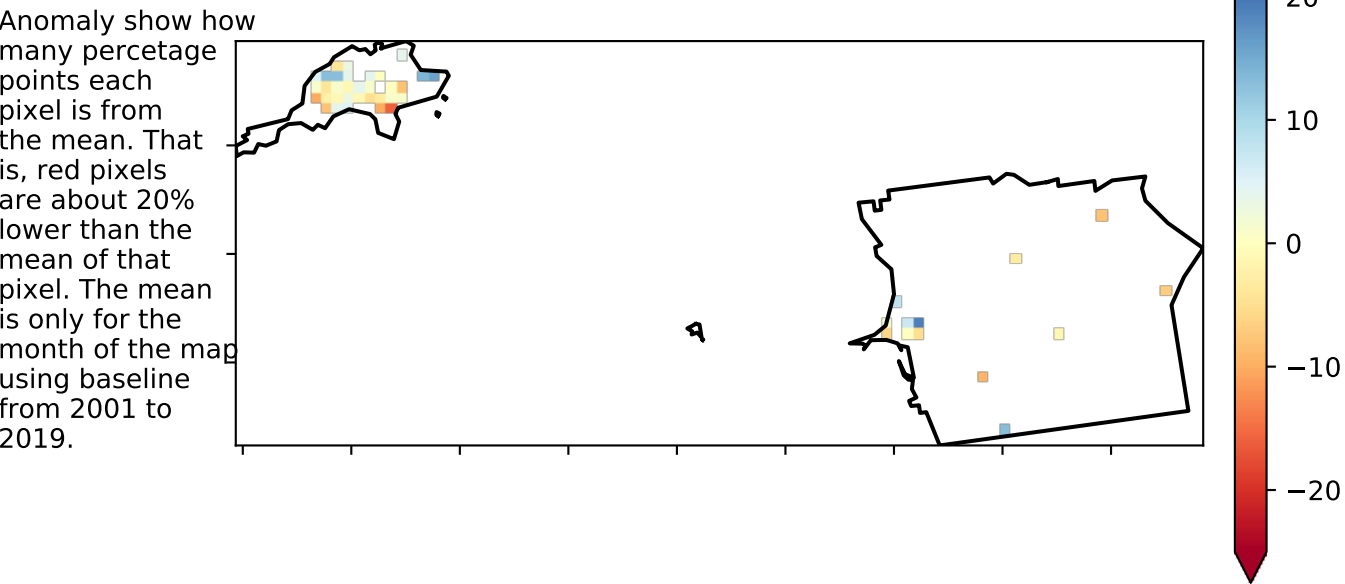 Anomaly show how
many percetage
points each
pixel is from
the mean. That
is, red pixels
are about 20%
lower than the
mean of that
pixel. The mean
is only for the
month of the map
using baseline
from 2001 to
2019.
20
10
0
−10
−20